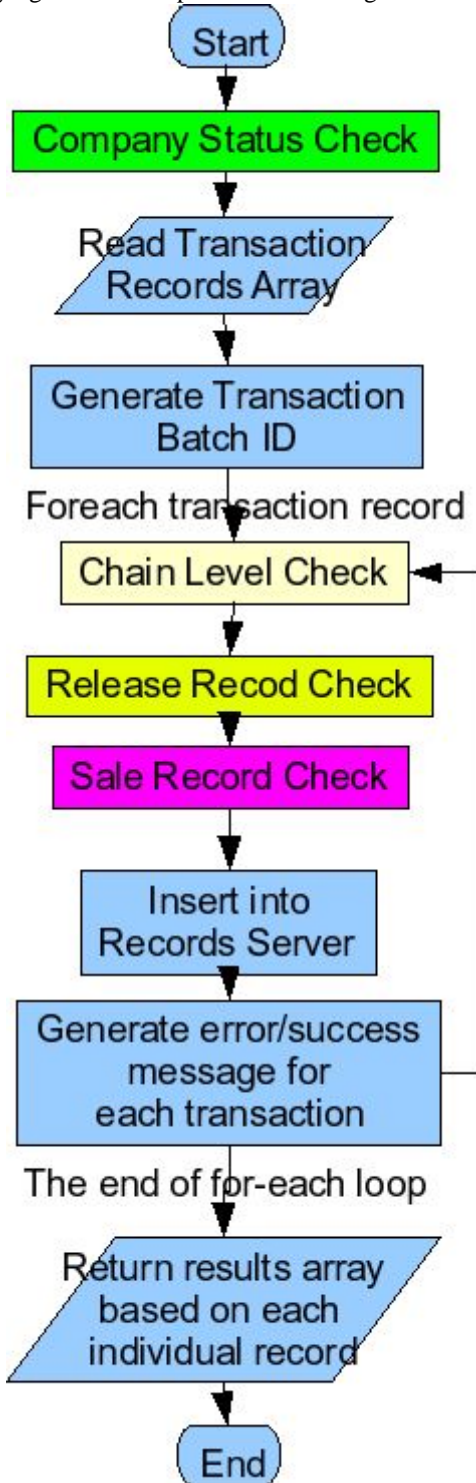 Start
Company Status Check
Read Transaction
Records Array
Generate Transaction
Batch ID
Foreach transaction record
Chain Level Check
Release Recod Check
Sale Record Check
Insert into
Records Server
Generate error/success
message for
each transaction
The end of for-each loop
Return results array
based on each
individual record
End